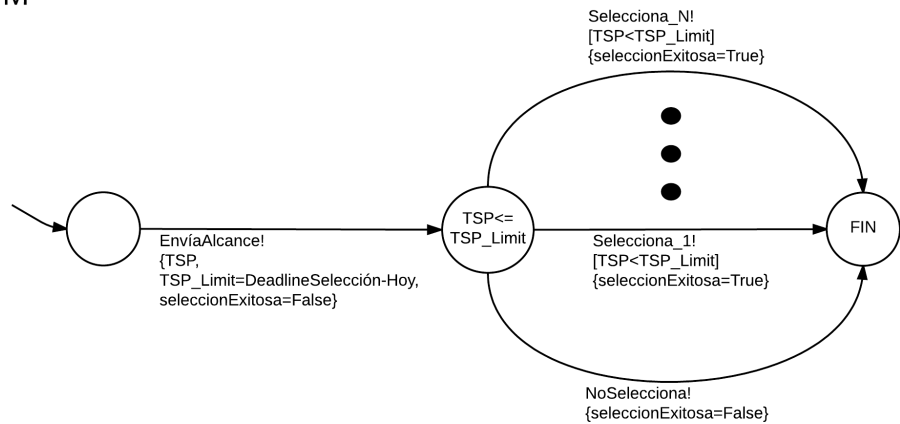 M
Selecciona_N!
[TSP<TSP_Limit]
{seleccionExitosa=True}
TSP<=
TSP_Limit
FIN
EnvíaAlcance!
{TSP,
TSP_Limit=DeadlineSelección-Hoy,
seleccionExitosa=False}
Selecciona_1!
[TSP<TSP_Limit]
{seleccionExitosa=True}
NoSelecciona!
{seleccionExitosa=False}